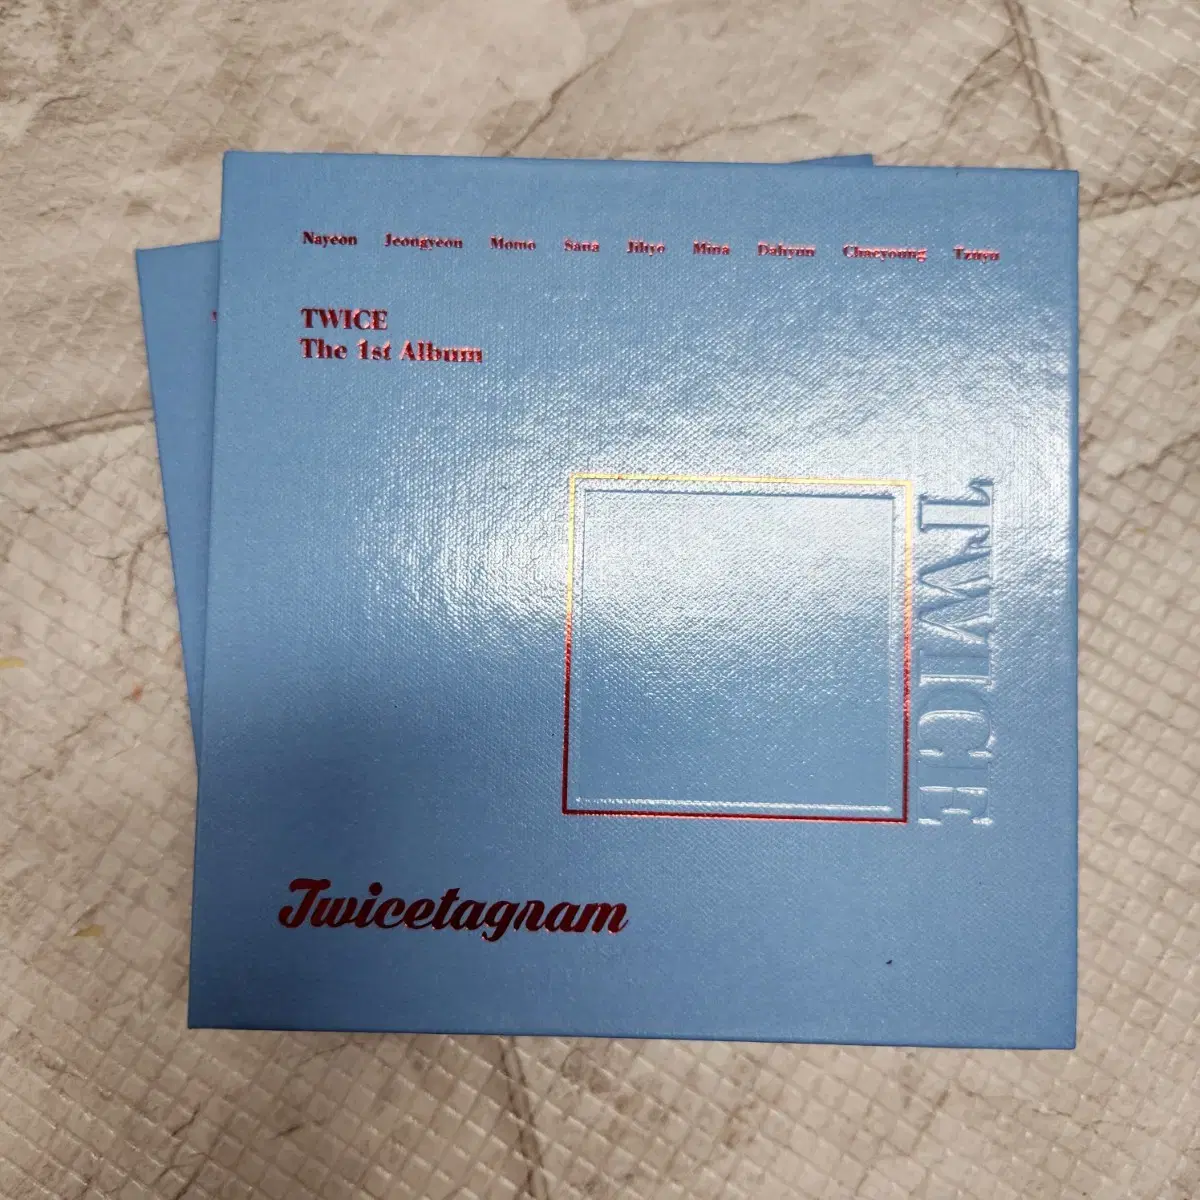 Nayeon Jeongyeon Momo Sana Jihyo Mina Dahyun Chaeyoung Tzuyu
TWICE
The 1st Album
TWICE
Twicetagram